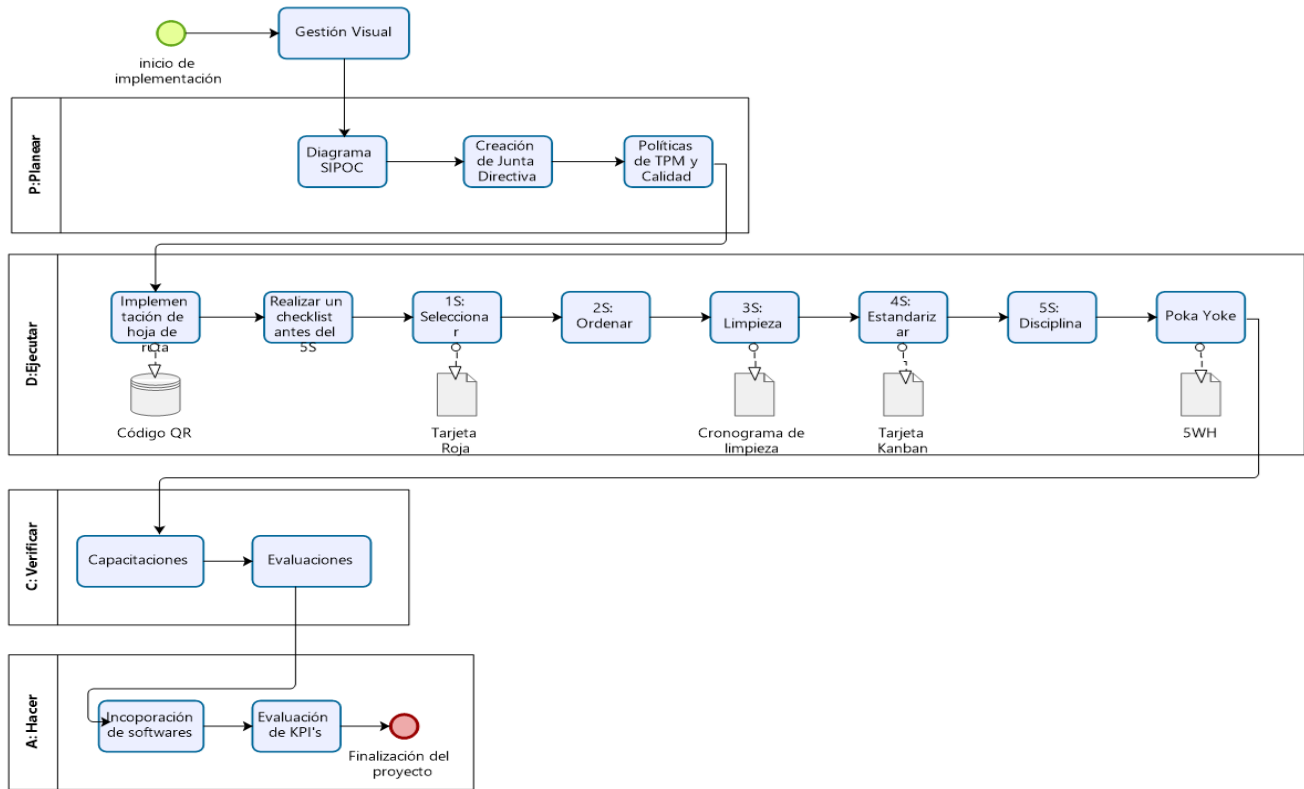 Gestión Visual
inicio de
implementación
P:Planear
Diagrama
SIPOC
Creación
de Junta
Directiva
Políticas
de TPM y
Calidad
D:Ejecutar
Implemen
tación de
hoja de
ruta
Realizar un
checklist
antes del
5S
1S:
Selecciona
r
2S:
Ordenar
3S:
Limpieza
4S:
Estandariz
ar
5S:
Disciplina
Poka Yoke
Código QR
Tarjeta
Roja
Cronograma de
limpieza
Tarjeta
Kanban
5WH
C: Verificar
Capacitaciones
Evaluaciones
A: Hacer
Incoporación
de softwares
Evaluación
de KPI's
Finalización del
proyecto